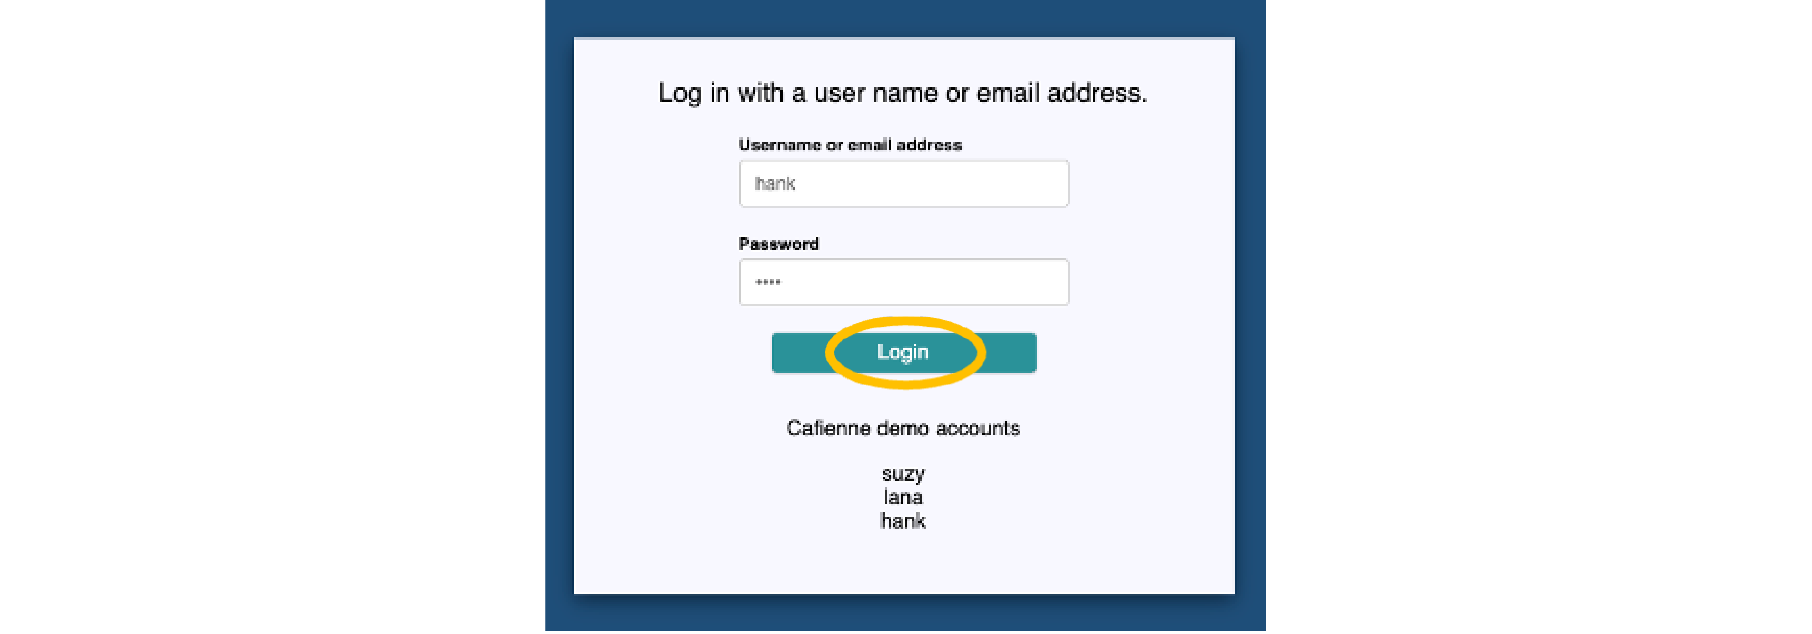 Log in with a user name or email address.
Username or email address
hank
Password
••••
Login
Cafienne demo accounts
suzy
lana
hank